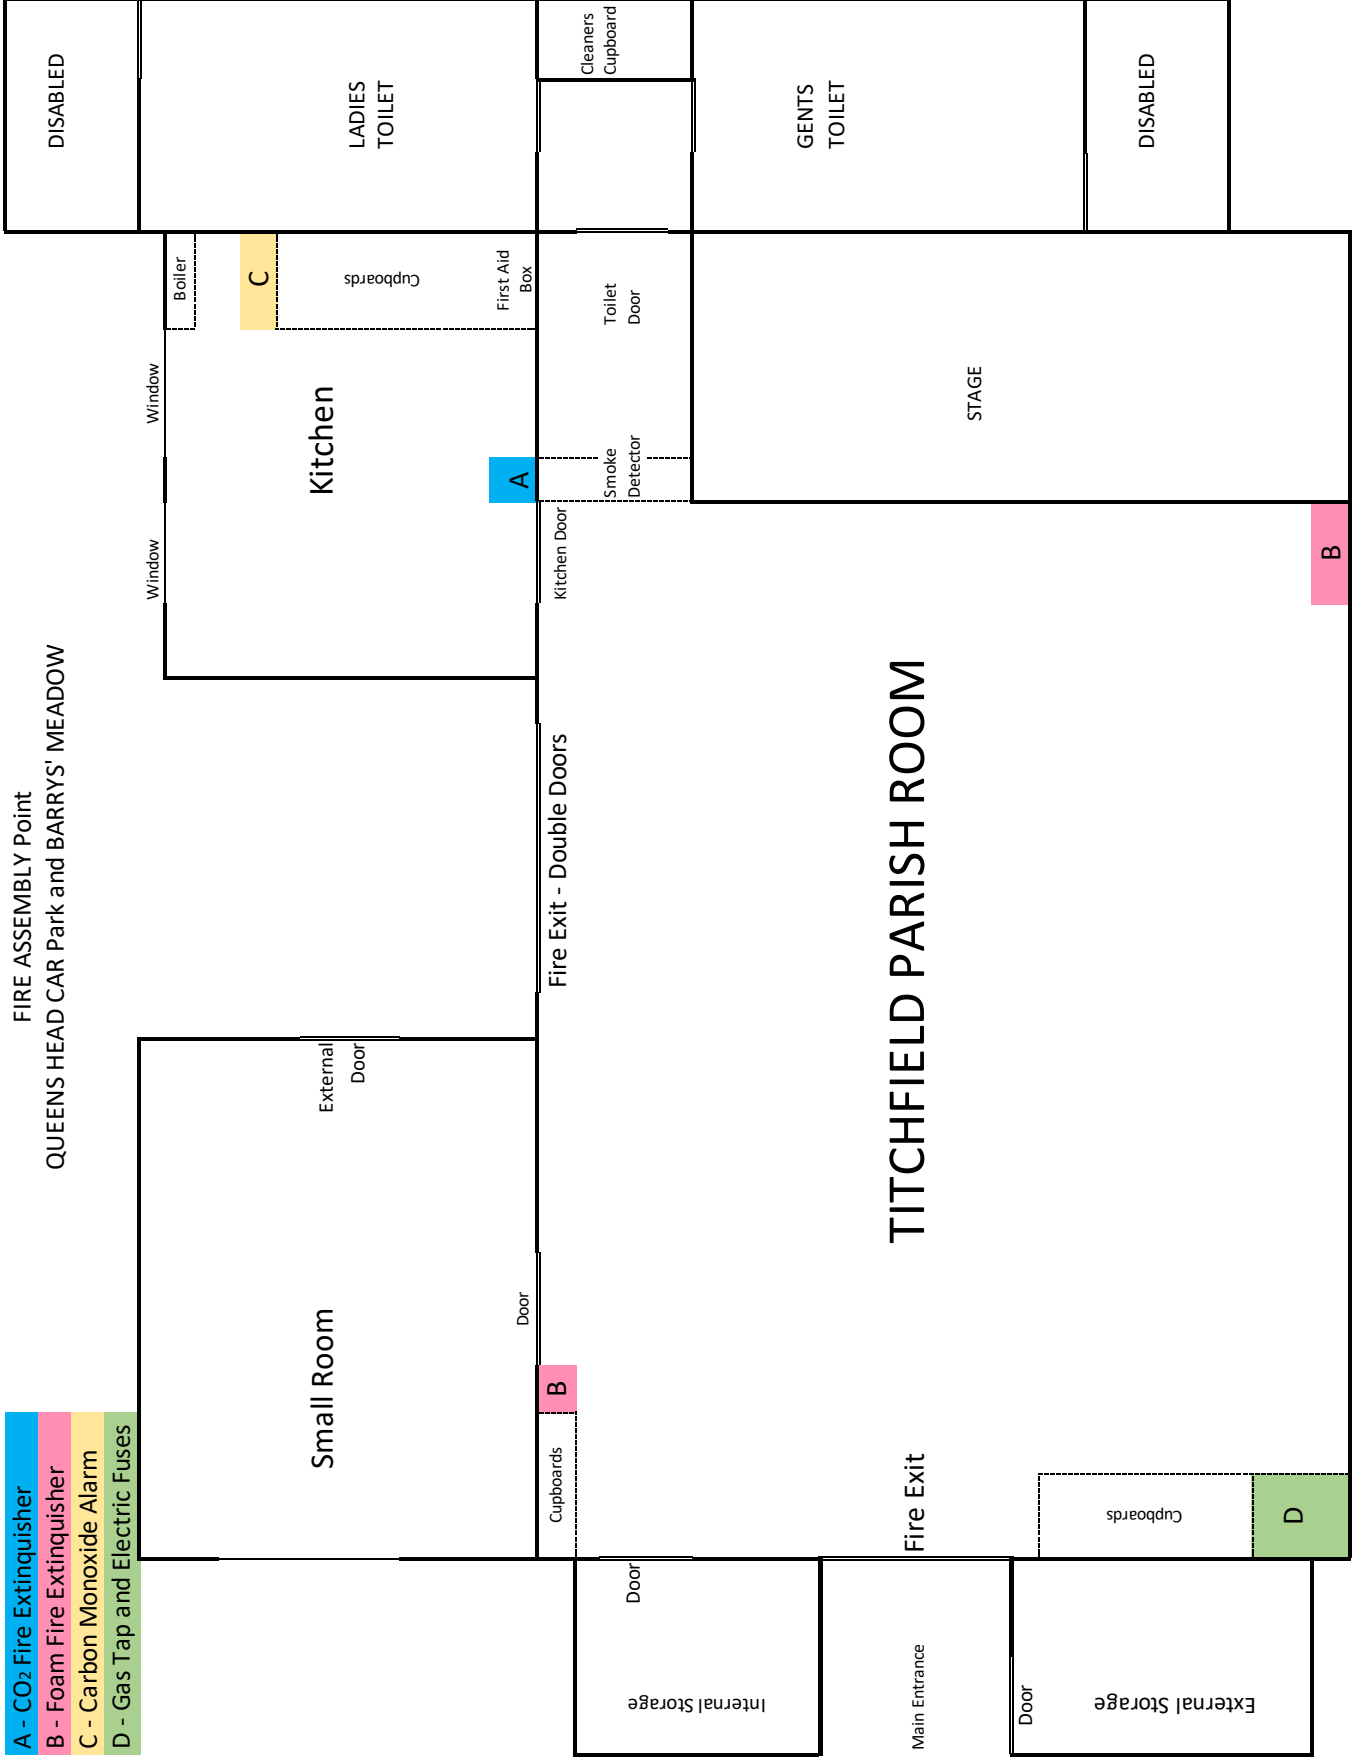 FIRE ASSEMBLY Point
QUEENS HEAD CAR Park and BARRYS' MEADOW
A - CO₂ Fire Extinquisher
B - Foam Fire Extinquisher
C - Carbon Monoxide Alarm
D - Gas Tap and Electric Fuses
DISABLED
LADIES
TOILET
Cleaners
Cupboard
GENTS
TOILET
DISABLED
Window
Window
Boiler
C
Cupboards
First Aid
Box
Kitchen
A
Kitchen Door
Smoke
Detector
Toilet
Door
STAGE
B
Small Room
External
Door
Door
Fire Exit - Double Doors
B
Cupboards
TITCHFIELD PARISH ROOM
Fire Exit
Cupboards
D
Door
Internal Storage
Main Entrance
Door
External Storage